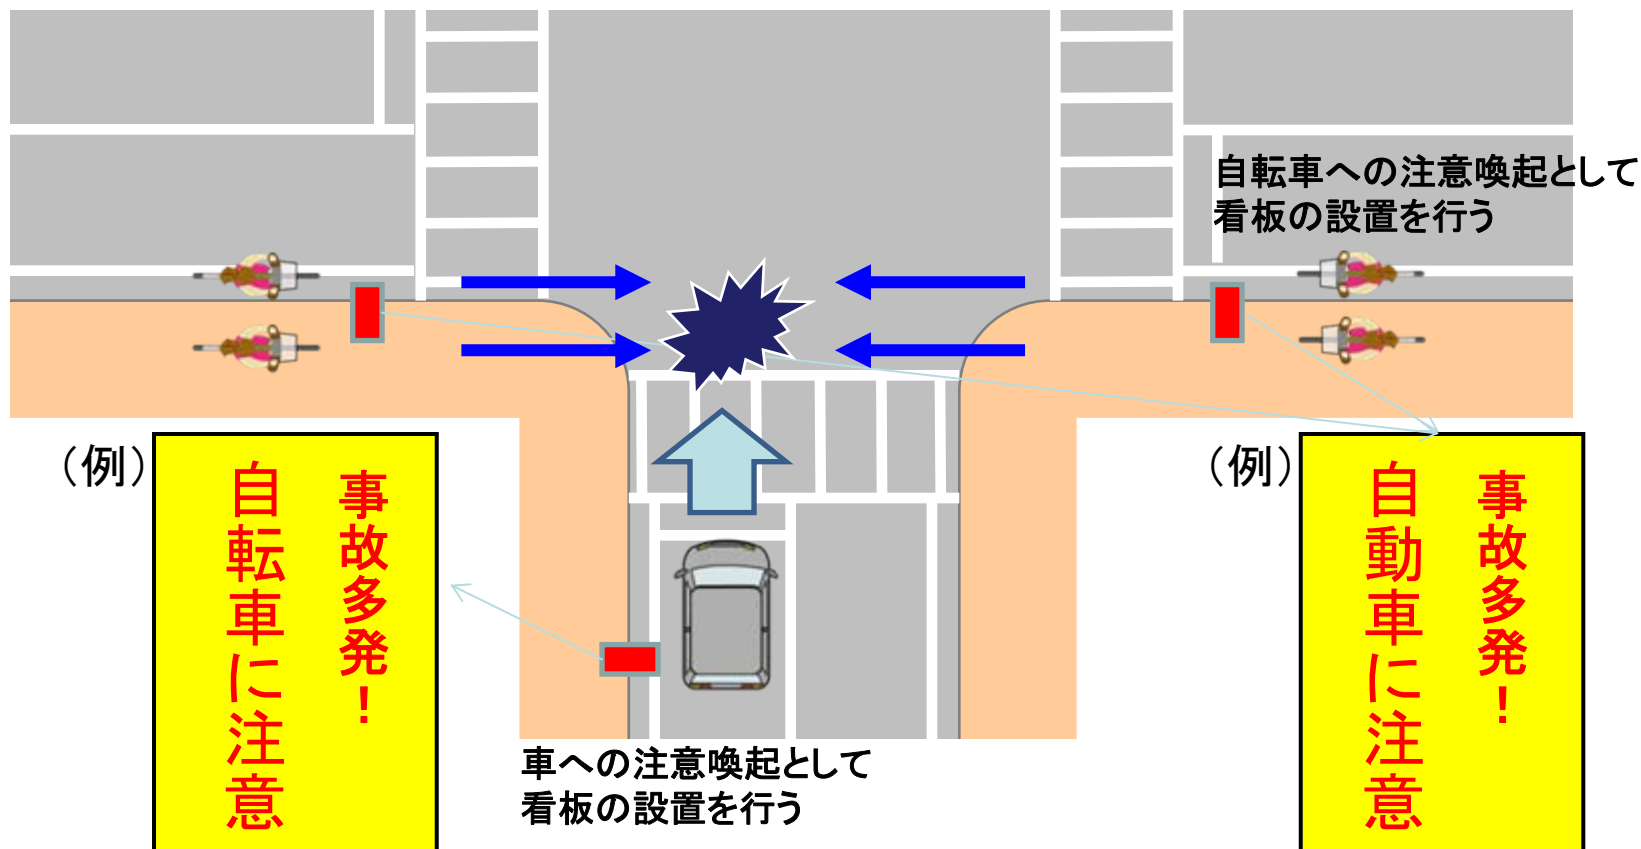 自転車への注意喚起として
看板の設置を行う
（例）
事故多発！
自転車に注意
（例）
事故多発！
自動車に注意
車への注意喚起として
看板の設置を行う